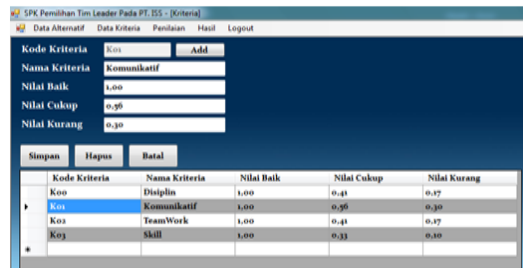 SPK Pemilihan Tim Leader Pada PT. ISS - [Kriteria]
Data Alternatif Data Kriteria Penilaian Hasil Logout
Kode Kriteria K01 Add
Nama Kriteria Komunikatif
Nilai Baik 1,00
Nilai Cukup 0,56
Nilai Kurang 0,30
Simpan Hapus Batal
Kode Kriteria Nama Kriteria Nilai Baik Nilai Cukup Nilai Kurang
K00 Disiplin 1,00 0,41 0,17
K01 Komunikatif 1,00 0,56 0,30
K02 TeamWork 1,00 0,41 0,17
K03 Skill 1,00 0,33 0,10